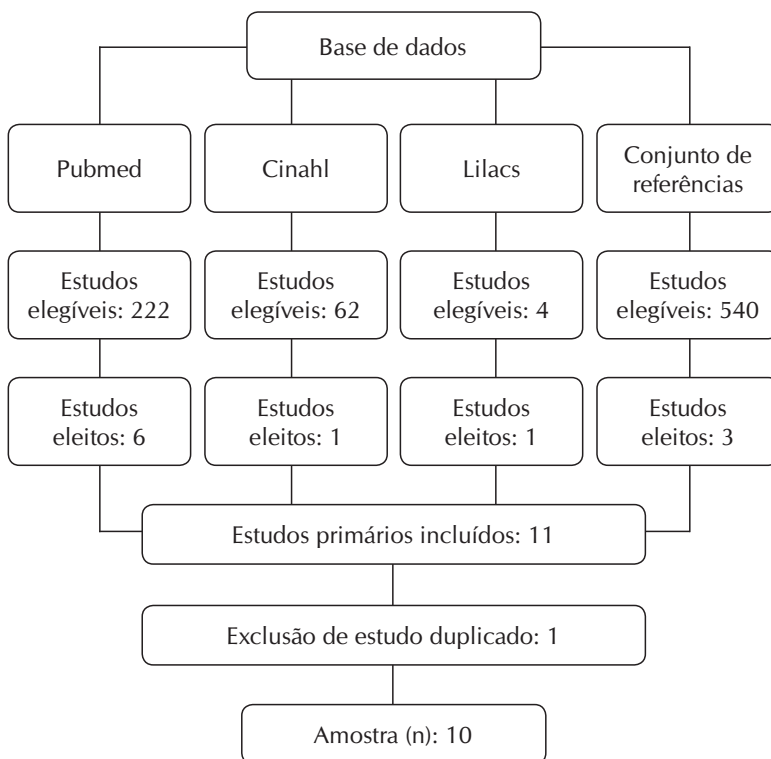 Base de dados
Pubmed
Cinahl
Lilacs
Conjunto de
referências
Estudos
elegíveis: 222
Estudos
elegíveis: 62
Estudos
elegíveis: 4
Estudos
elegíveis: 540
Estudos
eleitos: 6
Estudos
eleitos: 1
Estudos
eleitos: 1
Estudos
eleitos: 3
Estudos primários incluídos: 11
Exclusão de estudo duplicado: 1
Amostra (n): 10